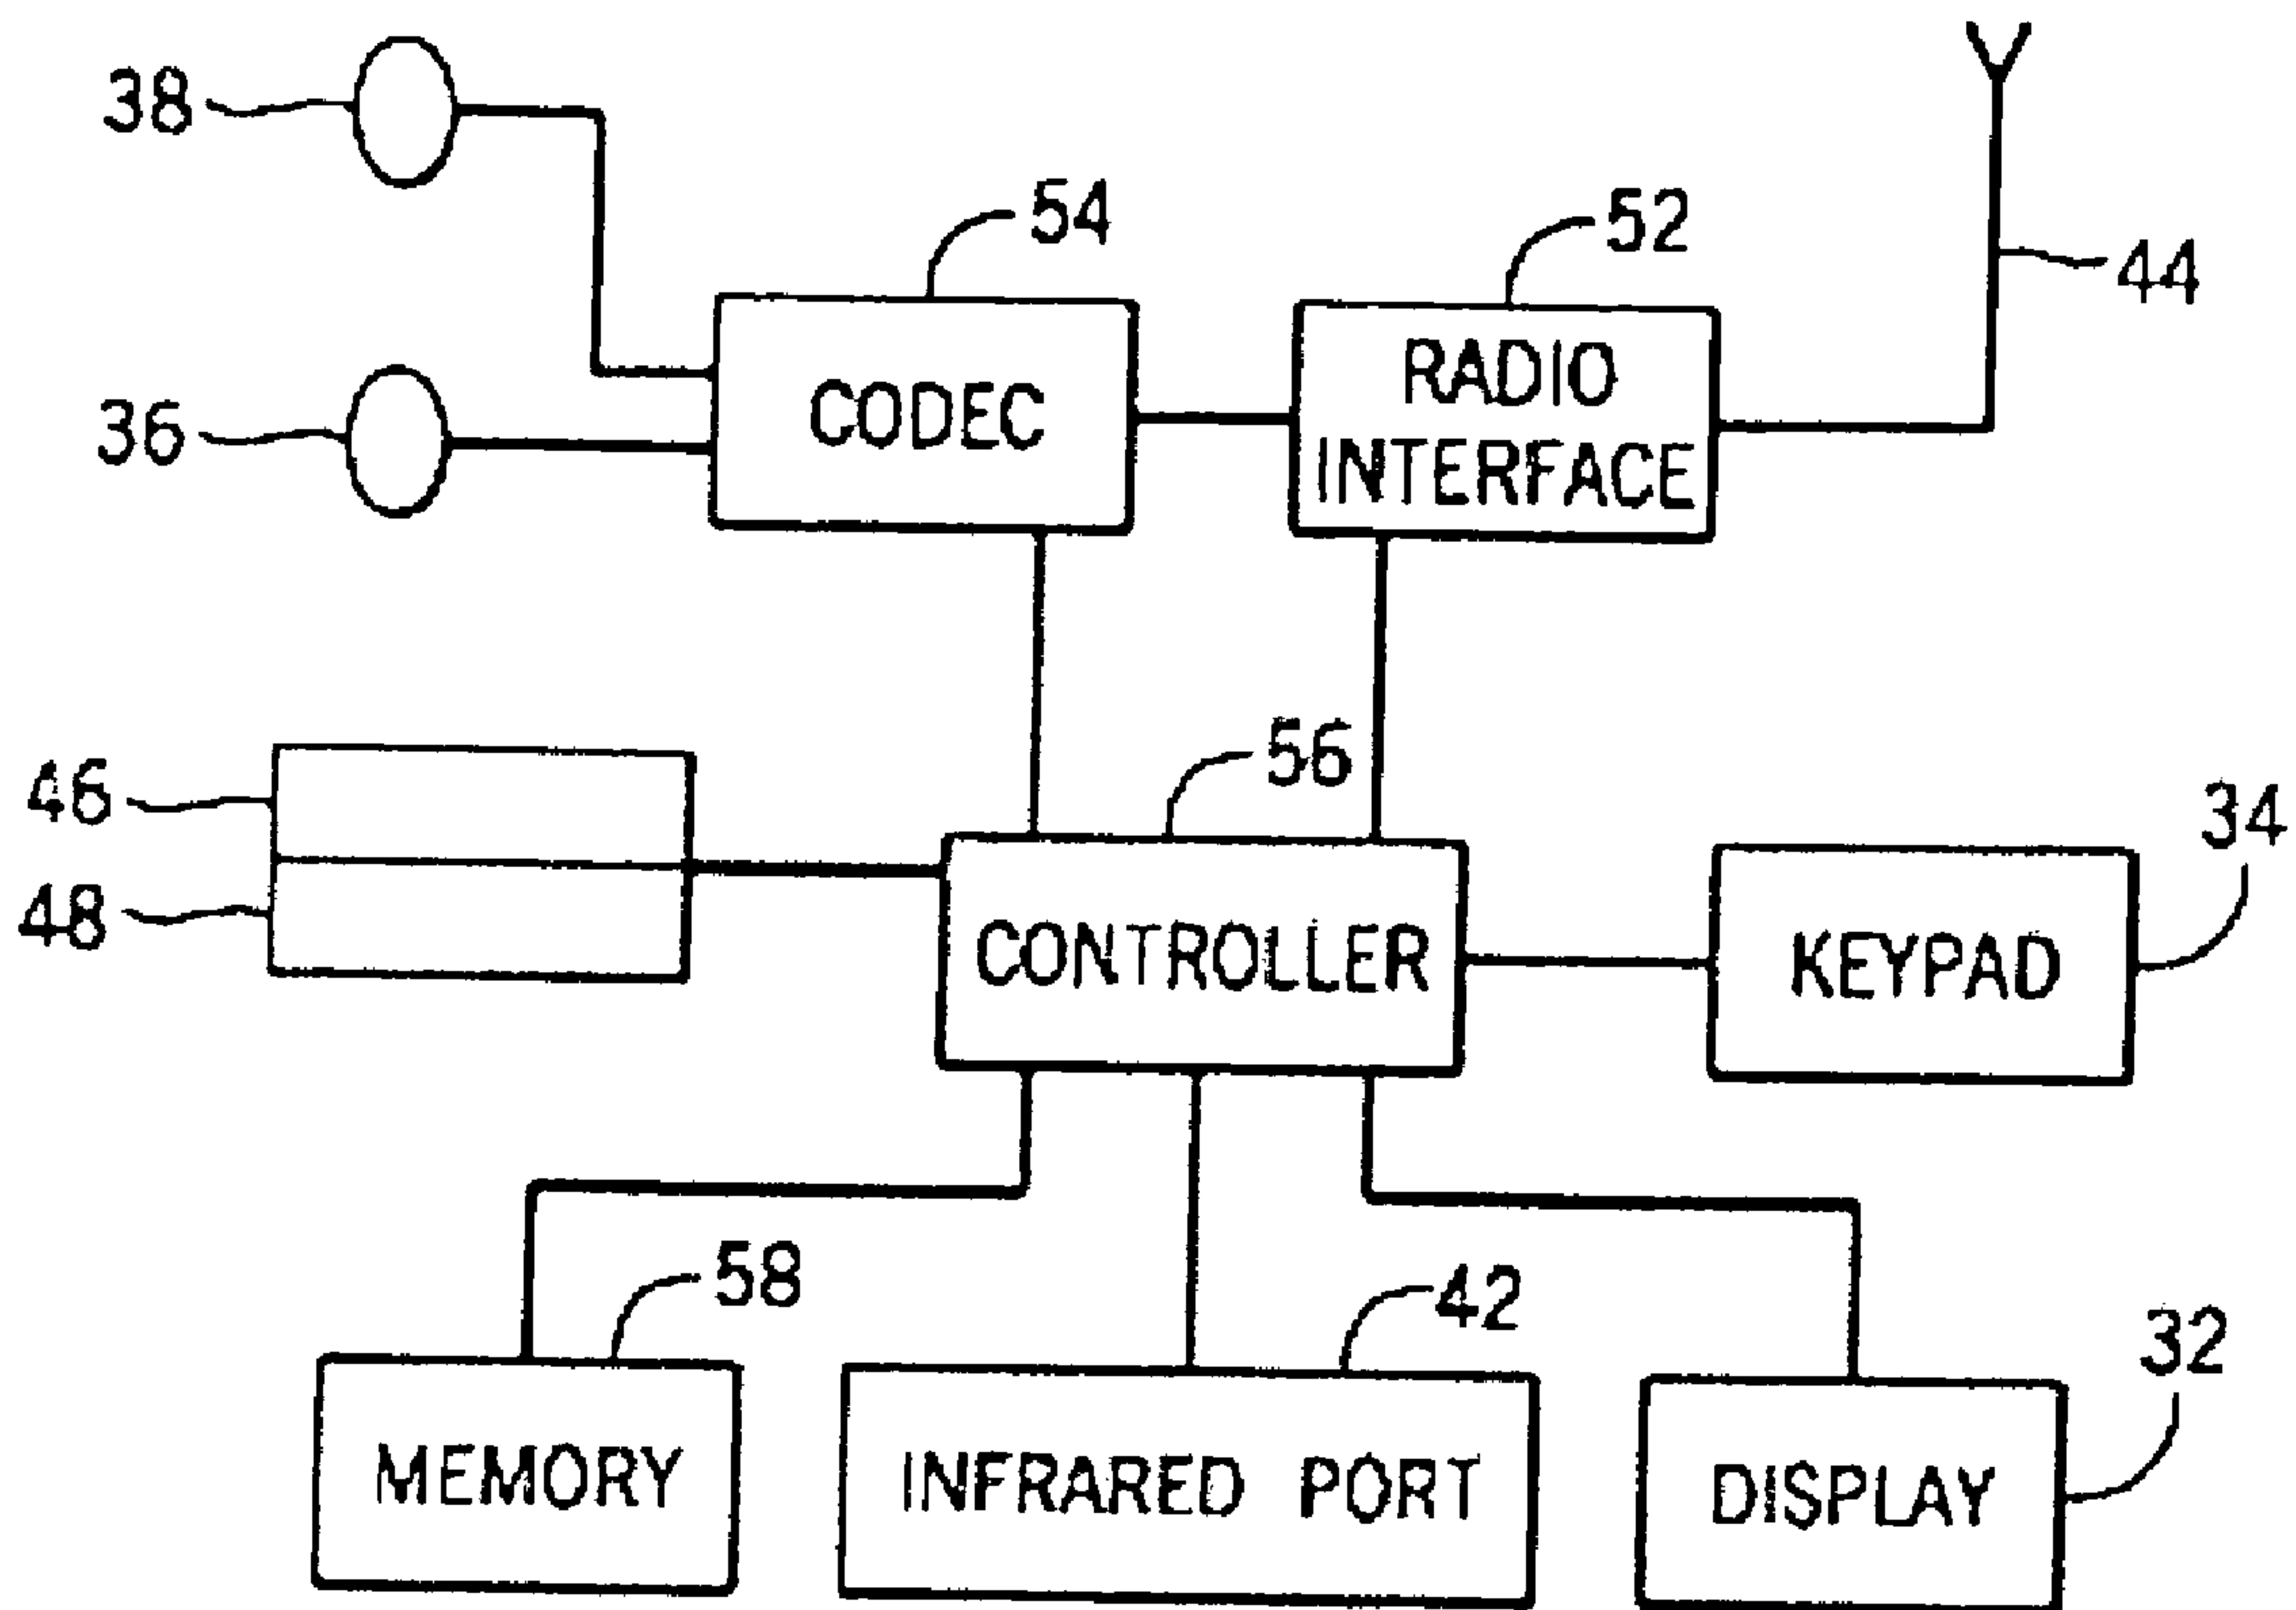 38
54
52
44
36
CODEC
RADIO
INTERFACE
46
56
34
48
CONTROLLER
KEYPAD
58
42
32
MEMORY
INFRARED PORT
DISPLAY